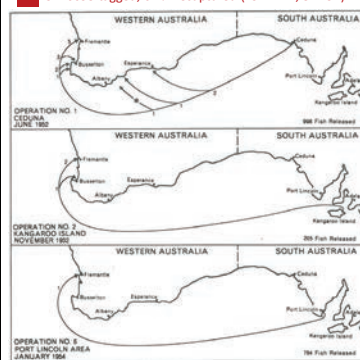 WESTERN AUSTRALIA
SOUTH AUSTRALIA
Fremantle
Busselton
Albany
Esperance
Ceduna
Port Lincoln
Kangaroo Island
OPERATION NO. 1
CEDUNA
JUNE 1952
Fish Released
WESTERN AUSTRALIA
SOUTH AUSTRALIA
Fremantle
Busselton
Albany
Esperance
Ceduna
Port Lincoln
Kangaroo Island
OPERATION NO. 2
KANGAROO ISLAND
NOVEMBER 1952
Fish Released
WESTERN AUSTRALIA
SOUTH AUSTRALIA
Fremantle
Busselton
Albany
Esperance
Ceduna
Port Lincoln
Kangaroo Island
PORT LINCOLN AREA
JANUARY 1954
784 Fish Released